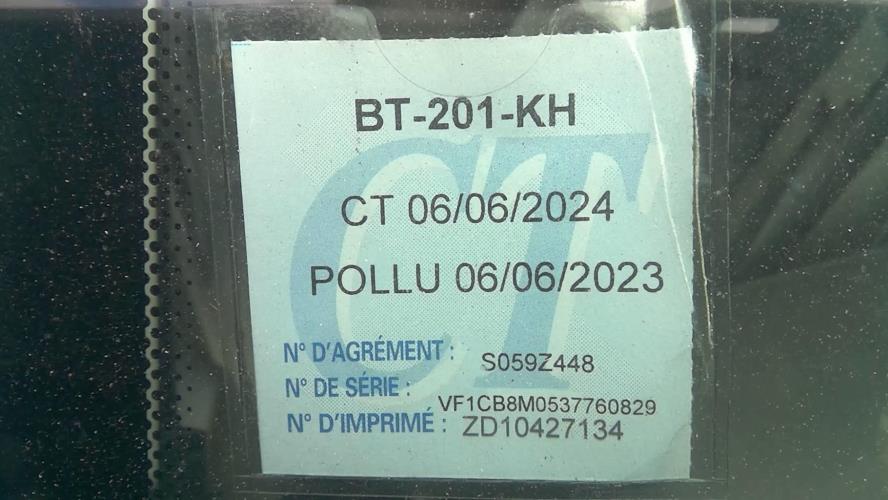 BT-201-KH
CT 06/06/2024
POLLU 06/06/2023
CT
N° D'AGRÉMENT : S059Z448
N° DE SÉRIE : VF1CB8M0537760829
N° D'IMPRIMÉ : ZD10427134